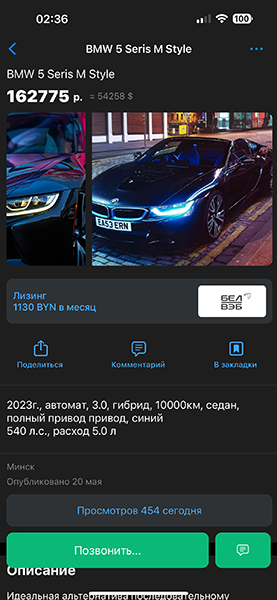 02:36
100
BMW 5 Seris M Style
BMW 5 Seris M Style
162775 р. ≈ 54258 $
EA53 ERN
Лизинг
1130 BYN в месяц
БЕЛ
ВЭБ
Поделиться
Комментарий
В закладки
2023г., автомат, 3.0, гибрид, 10000км, седан,
полный привод привод, синий
540 л.с., расход 5.0 л
Минск
Опубликовано 20 мая
Просмотров 454 сегодня
Позвонить...
Описание
Идеальная альтернатива последовательному